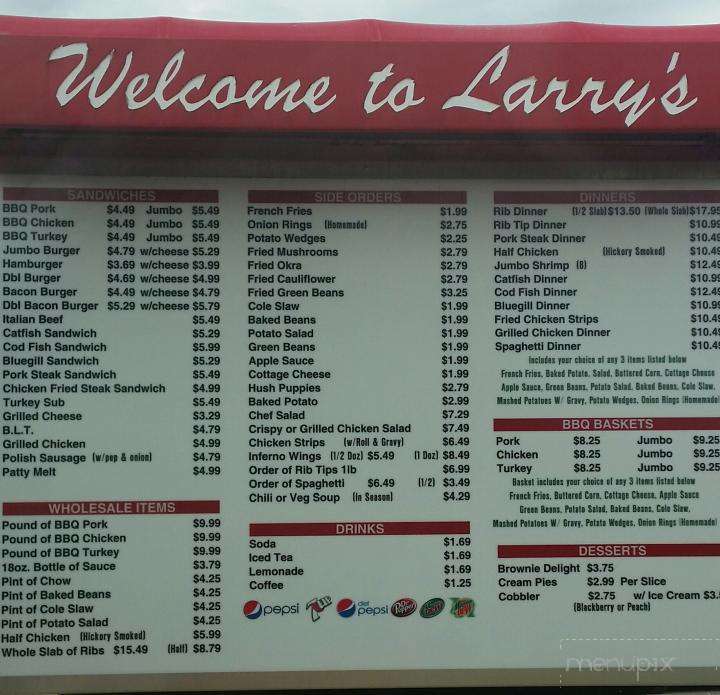 Welcome to Larry's
SANDWICHES
BBQ Pork $4.49 Jumbo $5.49
BBQ Chicken $4.49 Jumbo $5.49
BBQ Turkey $4.49 Jumbo $5.49
Jumbo Burger $4.79 w/cheese $5.29
Hamburger $3.69 w/cheese $3.99
Dbl Burger $4.69 w/cheese $4.99
Bacon Burger $4.49 w/cheese $4.79
Dbl Bacon Burger $5.29 w/cheese $5.79
Italian Beef $5.49
Catfish Sandwich $5.29
Cod Fish Sandwich $5.99
Bluegill Sandwich $5.29
Pork Steak Sandwich $5.49
Chicken Fried Steak Sandwich $4.99
Turkey Sub $5.49
Grilled Cheese $3.29
B.L.T. $4.79
Grilled Chicken $4.99
Polish Sausage (w/pep & onion) $4.79
Patty Melt $4.99
WHOLESALE ITEMS
Pound of BBQ Pork $9.99
Pound of BBQ Chicken $9.99
Pound of BBQ Turkey $9.99
18oz. Bottle of Sauce $3.79
Pint of Chow $4.25
Pint of Baked Beans $4.25
Pint of Cole Slaw $4.25
Pint of Potato Salad $4.25
Half Chicken (Hickory Smoked) $5.99
Whole Slab of Ribs $15.49 (Half) $8.79
SIDE ORDERS
French Fries $1.99
Onion Rings (Homemade) $2.75
Potato Wedges $2.25
Fried Mushrooms $2.79
Fried Okra $2.79
Fried Cauliflower $2.79
Fried Green Beans $3.25
Cole Slaw $1.99
Baked Beans $1.99
Potato Salad $1.99
Green Beans $1.99
Apple Sauce $1.99
Cottage Cheese $1.99
Hush Puppies $2.79
Baked Potato $2.99
Chef Salad $7.29
Crispy or Grilled Chicken Salad $7.49
Chicken Strips (w/Roll & Gravy) $6.49
Inferno Wings (1/2 Doz) $5.49 (1 Doz) $8.49
Order of Rib Tips 1lb $6.99
Order of Spaghetti $6.49 (1/2) $3.49
Chili or Veg Soup (In Season) $4.29
DRINKS
Soda $1.69
Iced Tea $1.69
Lemonade $1.69
Coffee $1.25
pepsi 7UP diet pepsi Dr Pepper
DINNERS
Rib Dinner (1/2 Slab) $13.50 (Whole Slab) $17.95
Rib Tip Dinner $10.99
Pork Steak Dinner $10.49
Half Chicken (Hickory Smoked) $10.49
Jumbo Shrimp (8) $12.49
Catfish Dinner $10.99
Cod Fish Dinner $12.49
Bluegill Dinner $10.99
Fried Chicken Strips $10.49
Grilled Chicken Dinner $10.49
Spaghetti Dinner $10.49
Includes your choice of any 3 items listed below
French Fries, Baked Potato, Salad, Buttered Corn, Cottage Cheese
Apple Sauce, Green Beans, Potato Salad, Baked Beans, Cole Slaw,
Mashed Potatoes W/ Gravy, Potato Wedges, Onion Rings (Homemade)
BBQ BASKETS
Pork $8.25 Jumbo $9.25
Chicken $8.25 Jumbo $9.25
Turkey $8.25 Jumbo $9.25
Basket includes your choice of any 3 items listed below
French Fries, Buttered Corn, Cottage Cheese, Apple Sauce
Green Beans, Potato Salad, Baked Beans, Cole Slaw,
Mashed Potatoes W/ Gravy, Potato Wedges, Onion Rings (Homemade)
DESSERTS
Brownie Delight $3.75
Cream Pies $2.99 Per Slice
Cobbler $2.75 w/ Ice Cream $3.
(Blackberry or Peach)
menupix